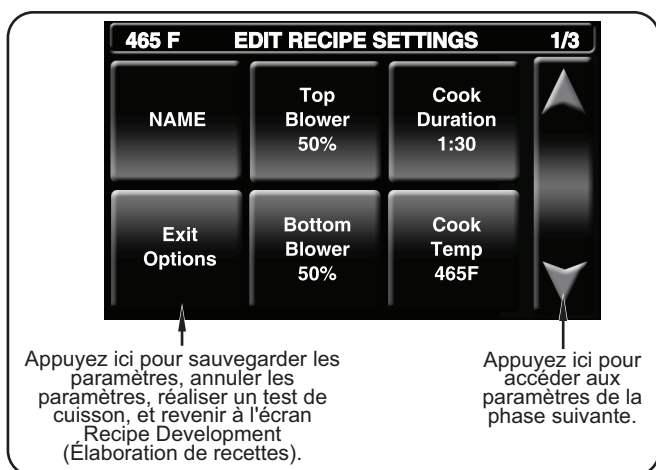 465 F EDIT RECIPE SETTINGS 1/3
NAME
Top
Blower
50%
Cook
Duration
1:30
Exit
Options
Bottom
Blower
50%
Cook
Temp
465F
Appuyez ici pour sauvegarder les
paramètres, annuler les
paramètres, réaliser un test de
cuisson, et revenir à l'écran
Recipe Development
(Élaboration de recettes).
Appuyez ici pour
accéder aux
paramètres de la
phase suivante.